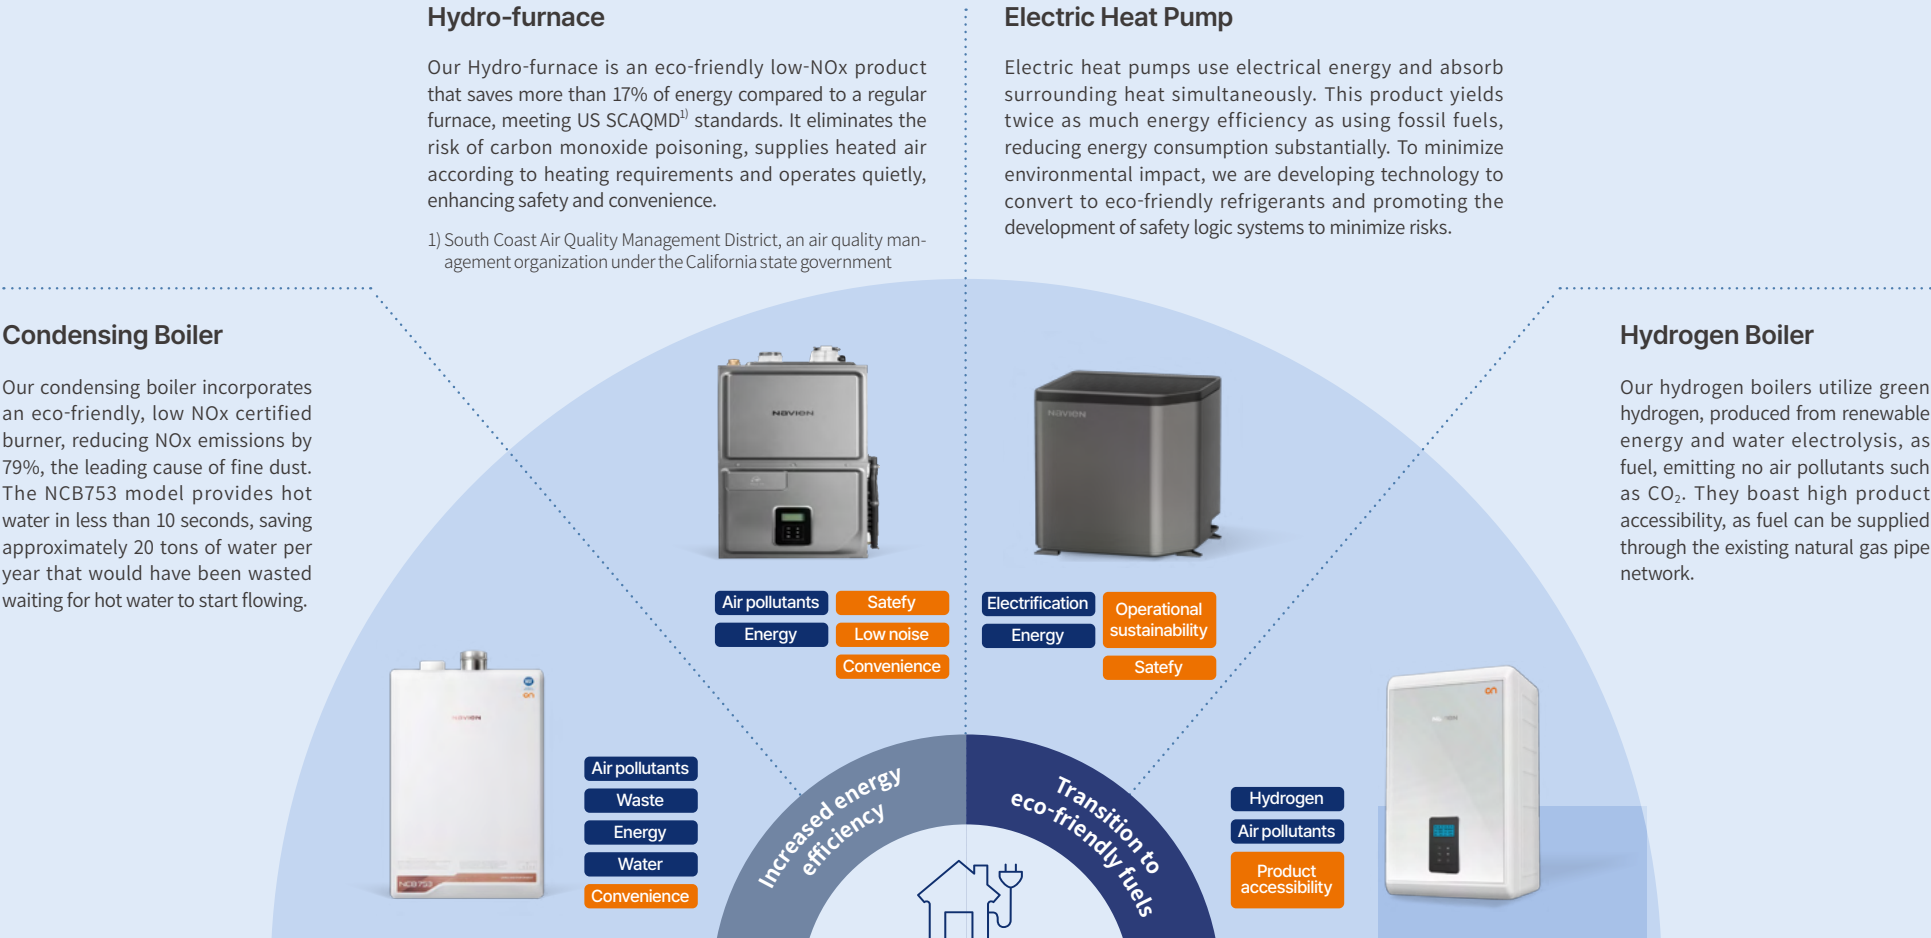 Hydro-furnace
Our Hydro-furnace is an eco-friendly low-NOx product
that saves more than 17% of energy compared to a regular
furnace, meeting US SCAQMD1) standards. It eliminates the
risk of carbon monoxide poisoning, supplies heated air
according to heating requirements and operates quietly,
enhancing safety and convenience.
1) South Coast Air Quality Management District, an air quality man-
agement organization under the California state government
Electric Heat Pump
Electric heat pumps use electrical energy and absorb
surrounding heat simultaneously. This product yields
twice as much energy efficiency as using fossil fuels,
reducing energy consumption substantially. To minimize
environmental impact, we are developing technology to
convert to eco-friendly refrigerants and promoting the
development of safety logic systems to minimize risks.
Condensing Boiler
Our condensing boiler incorporates
an eco-friendly, low NOx certified
burner, reducing NOx emissions by
79%, the leading cause of fine dust.
The NCB753 model provides hot
water in less than 10 seconds, saving
approximately 20 tons of water per
year that would have been wasted
waiting for hot water to start flowing.
Hydrogen Boiler
Our hydrogen boilers utilize green
hydrogen, produced from renewable
energy and water electrolysis, as
fuel, emitting no air pollutants such
as CO₂. They boast high product
accessibility, as fuel can be supplied
through the existing natural gas pipe
network.
NAVIEN
NAVIEN
Air pollutants
Energy
Satefy
Low noise
Convenience
Electrification
Energy
Operational
sustainability
Satefy
on
NAVIEN
NCB753
Air pollutants
Waste
Energy
Water
Convenience
Increased energy
efficiency
Transition to
eco-friendly fuels
Hydrogen
Air pollutants
Product
accessibility
on
NAVIEN